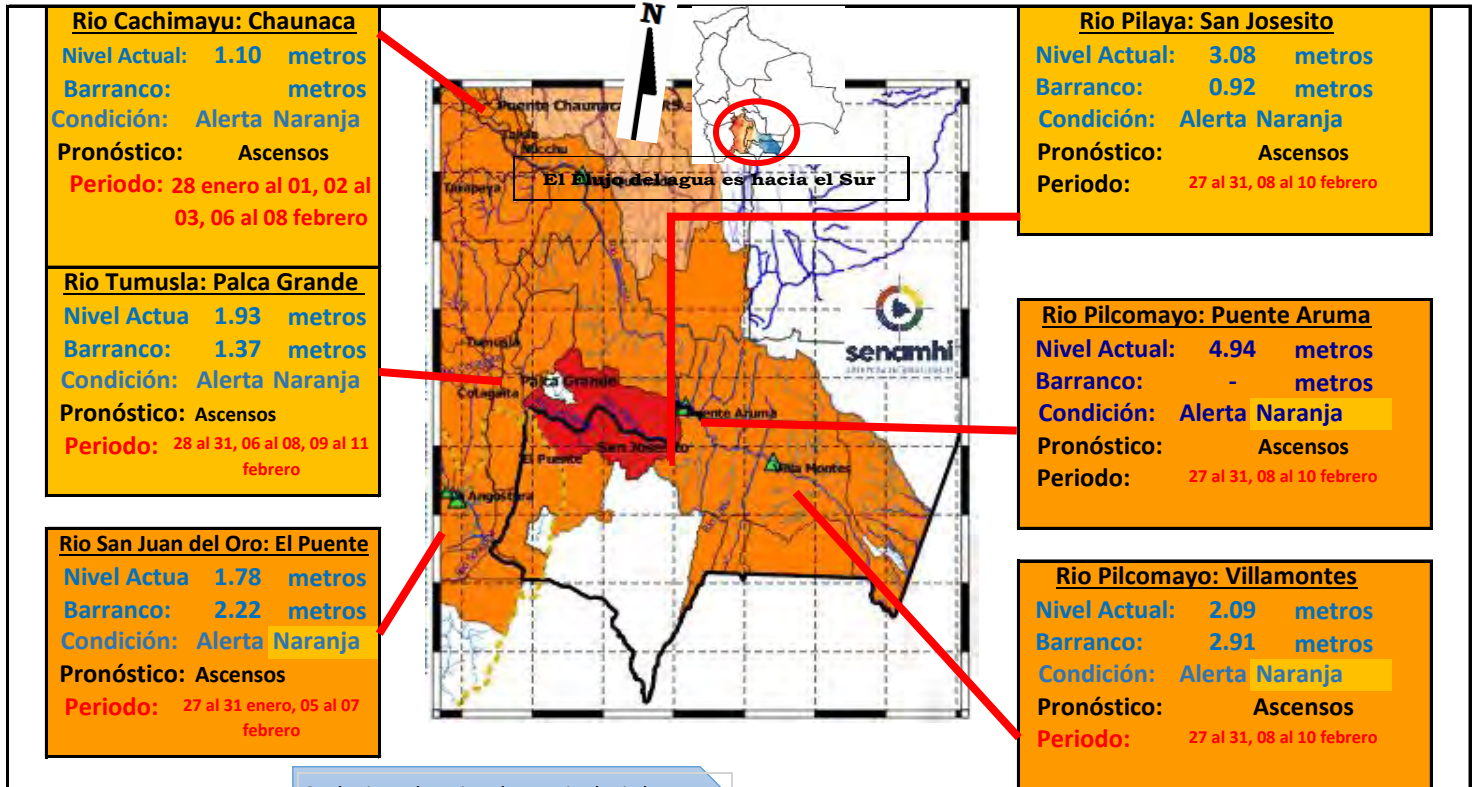 Rio Cachimayu: Chaunaca
Nivel Actual: 1.10 metros
Barranco: metros
Condición: Alerta Naranja
Pronóstico: Ascensos
Periodo: 28 enero al 01, 02 al
03, 06 al 08 febrero
Rio Tumusla: Palca Grande
Nivel Actua 1.93 metros
Barranco: 1.37 metros
Condición: Alerta Naranja
Pronóstico: Ascensos
Periodo: 28 al 31, 06 al 08, 09 al 11
febrero
Rio San Juan del Oro: El Puente
Nivel Actua 1.78 metros
Barranco: 2.22 metros
Condición: Alerta Naranja
Pronóstico: Ascensos
Periodo: 27 al 31 enero, 05 al 07
febrero
N
Puente Chaunaca
Talula
Nucchu
Tarapaya
El Flujo del agua es hacia el Sur
senamhi
Tumusla
Palca Grande
Cotagaita
Puente Aruma
San Josesito
El Puente
Villa Montes
Angostura
Rio Pilaya: San Josesito
Nivel Actual: 3.08 metros
Barranco: 0.92 metros
Condición: Alerta Naranja
Pronóstico: Ascensos
Periodo: 27 al 31, 08 al 10 febrero
Rio Pilcomayo: Puente Aruma
Nivel Actual: 4.94 metros
Barranco: - metros
Condición: Alerta Naranja
Pronóstico: Ascensos
Periodo: 27 al 31, 08 al 10 febrero
Rio Pilcomayo: Villamontes
Nivel Actual: 2.09 metros
Barranco: 2.91 metros
Condición: Alerta Naranja
Pronóstico: Ascensos
Periodo: 27 al 31, 08 al 10 febrero